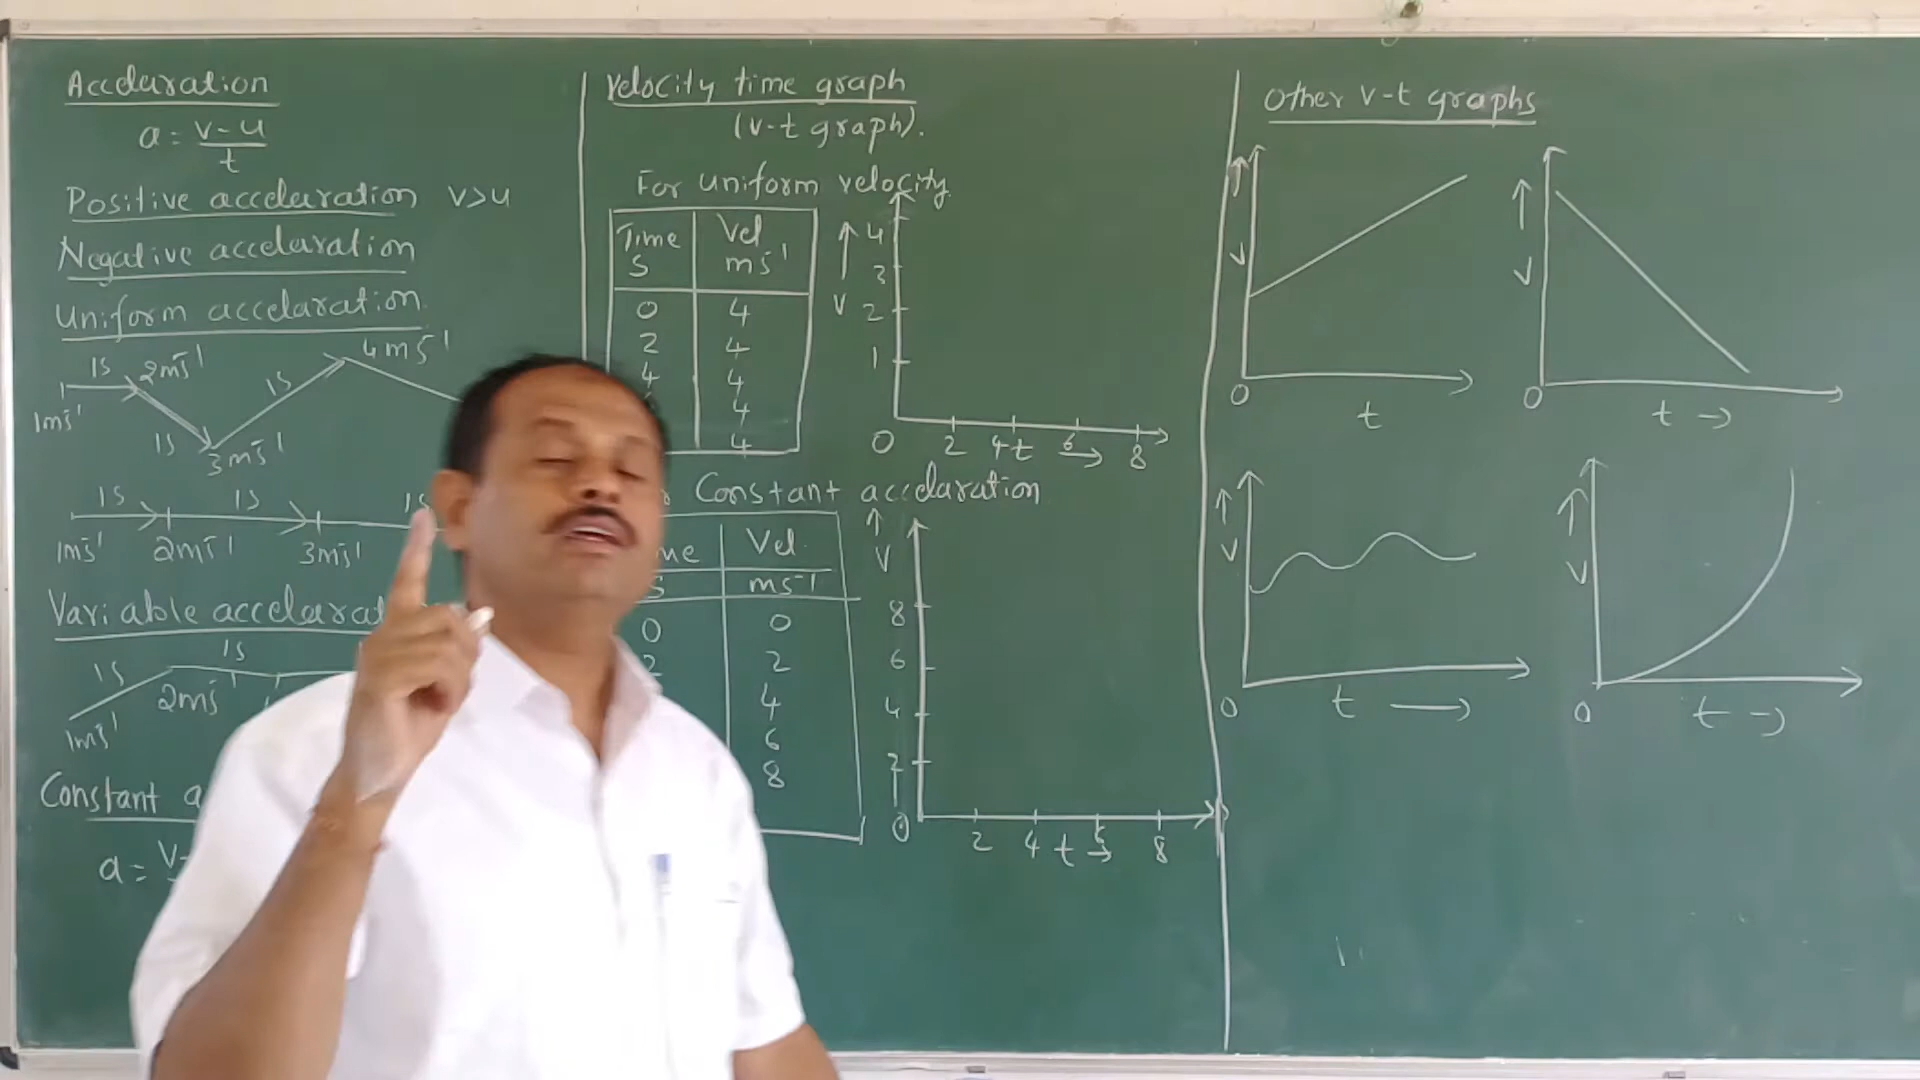 Accelaration
a = v-u
t
Positive accelaration v>u
Negative accelaration
Uniform accelaration
1s 2ms⁻¹ 1s 4ms⁻¹
1ms⁻¹ 1s 3ms⁻¹
1s 1s 1s
1ms⁻¹ 2ms⁻¹ 3ms⁻¹
Variable
1s 1s
1ms⁻¹ 2ms⁻¹
Constant
a =
Velocity time graph
(v-t graph).
For uniform velocity
Time Vel
S ms⁻¹
0 4
2 4
4 4
4
4
V
4
3
2
1
0 2 4 t → 6 8
Constant accelaration
Vel
S ms⁻¹
0 0
2 2
4
6
8
V
8
6
4
2
0 2 4 t → 8
Other v-t graphs
V
0 t
V
0 t →
V
0 t →
V
0 t →